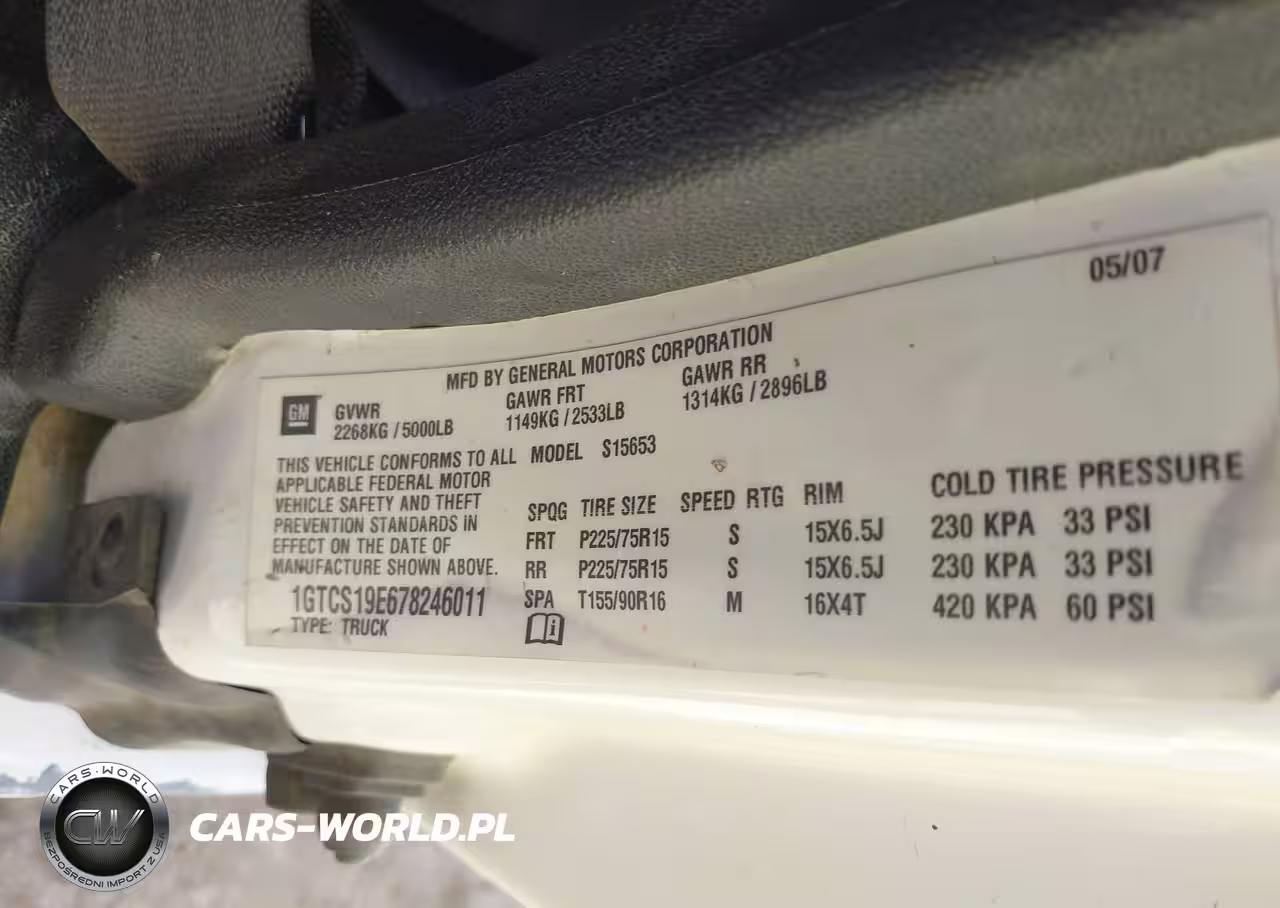 05/07
MFD BY GENERAL MOTORS CORPORATION
GM
GVWR GAWR FRT GAWR RR
2268KG / 5000LB 1149KG / 2533LB 1314KG / 2896LB
THIS VEHICLE CONFORMS TO ALL
APPLICABLE FEDERAL MOTOR
VEHICLE SAFETY AND THEFT
PREVENTION STANDARDS IN
EFFECT ON THE DATE OF
MANUFACTURE SHOWN ABOVE.
1GTCS19E678246011
TYPE: TRUCK
MODEL S15653
SPQG TIRE SIZE SPEED RTG RIM COLD TIRE PRESSURE
FRT P225/75R15 S 15X6.5J 230 KPA 33 PSI
RR P225/75R15 S 15X6.5J 230 KPA 33 PSI
SPA T155/90R16 M 16X4T 420 KPA 60 PSI
i
CARS-WORLD
CW
BEZPOŚREDNI IMPORT Z USA
CARS-WORLD.PL